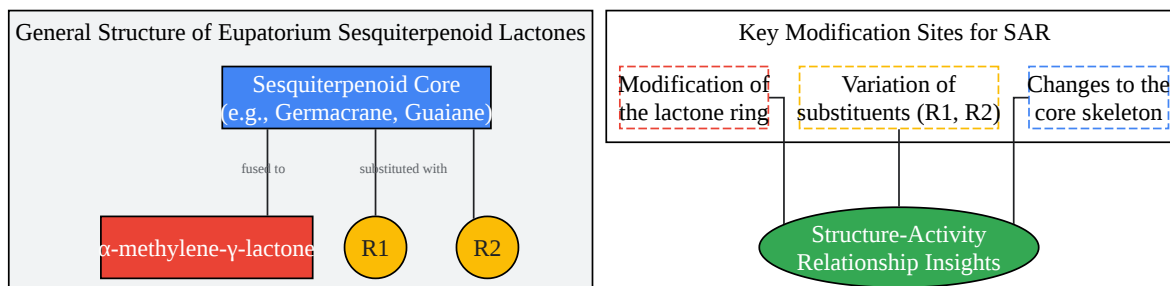 General Structure of Eupatorium Sesquiterpenoid Lactones
Sesquiterpenoid Core
(e.g., Germacrane, Guaiane)
fused to
substituted with
α-methylene-γ-lactone
R1
R2
Key Modification Sites for SAR
Modification of
the lactone ring
Variation of
substituents (R1, R2)
Changes to the
core skeleton
Structure-Activity
Relationship Insights